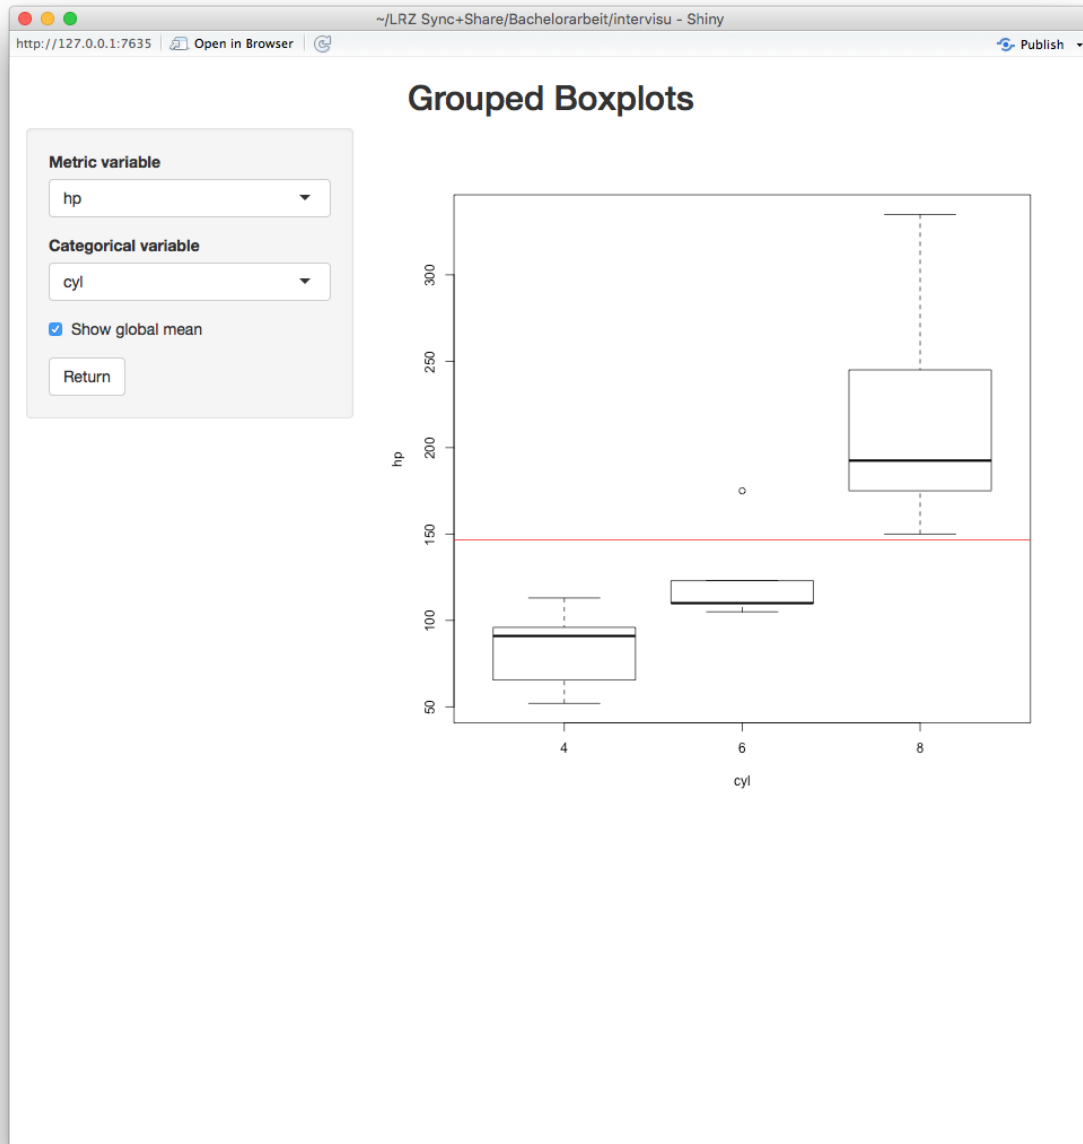 ~/LRZ Sync+Share/Bachelorarbeit/intervisu - Shiny
http://127.0.0.1:7635 Open in Browser Publish
Grouped Boxplots
Metric variable
hp
Categorical variable
cyl
Show global mean
Return
300
250
200
150
100
50
hp
4 6 8
cyl